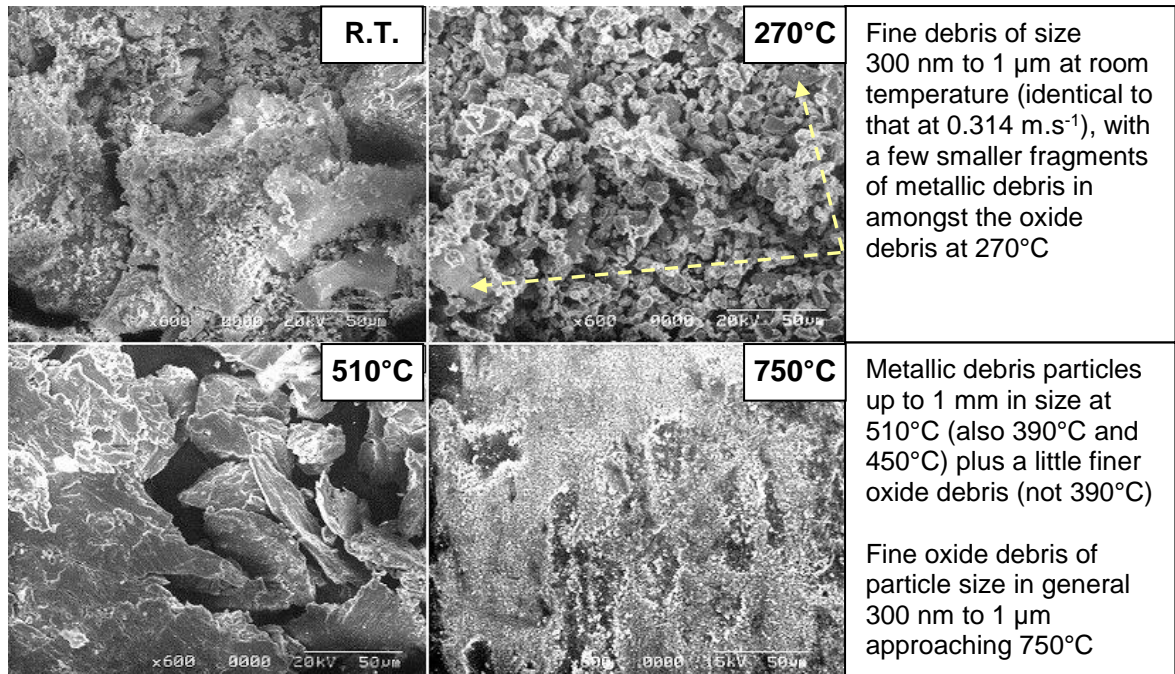 R.T.
x600 0000 20kV 50µm
270°C
x600 0000 20kV 50µm
Fine debris of size
300 nm to 1 µm at room
temperature (identical to
that at 0.314 m.s⁻¹), with
a few smaller fragments
of metallic debris in
amongst the oxide
debris at 270°C
510°C
x600 0000 20kV 50µm
750°C
x600 0000 15kV 50µm
Metallic debris particles
up to 1 mm in size at
510°C (also 390°C and
450°C) plus a little finer
oxide debris (not 390°C)
Fine oxide debris of
particle size in general
300 nm to 1 µm
approaching 750°C